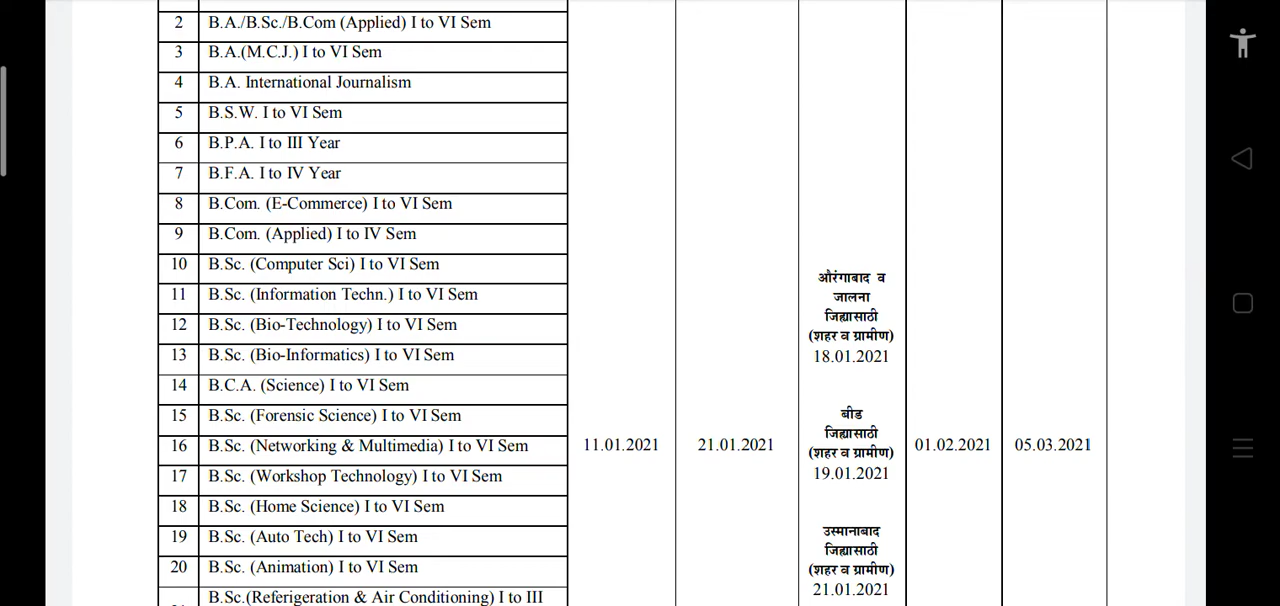 2 B.A./B.Sc./B.Com (Applied) I to VI Sem
3 B.A.(M.C.J.) I to VI Sem
4 B.A. International Journalism
5 B.S.W. I to VI Sem
6 B.P.A. I to III Year
7 B.F.A. I to IV Year
8 B.Com. (E-Commerce) I to VI Sem
9 B.Com. (Applied) I to IV Sem
10 B.Sc. (Computer Sci) I to VI Sem
11 B.Sc. (Information Techn.) I to VI Sem
12 B.Sc. (Bio-Technology) I to VI Sem
13 B.Sc. (Bio-Informatics) I to VI Sem
14 B.C.A. (Science) I to VI Sem
15 B.Sc. (Forensic Science) I to VI Sem
16 B.Sc. (Networking & Multimedia) I to VI Sem
17 B.Sc. (Workshop Technology) I to VI Sem
18 B.Sc. (Home Science) I to VI Sem
19 B.Sc. (Auto Tech) I to VI Sem
20 B.Sc. (Animation) I to VI Sem
B.Sc.(Referigeration & Air Conditioning) I to III
11.01.2021
21.01.2021
औरंगाबाद व
जालना
जिह्यासाठी
(शहर व ग्रामीण)
18.01.2021
बीड
जिह्यासाठी
(शहर व ग्रामीण)
19.01.2021
उस्मानाबाद
जिह्यासाठी
(शहर व ग्रामीण)
21.01.2021
01.02.2021
05.03.2021